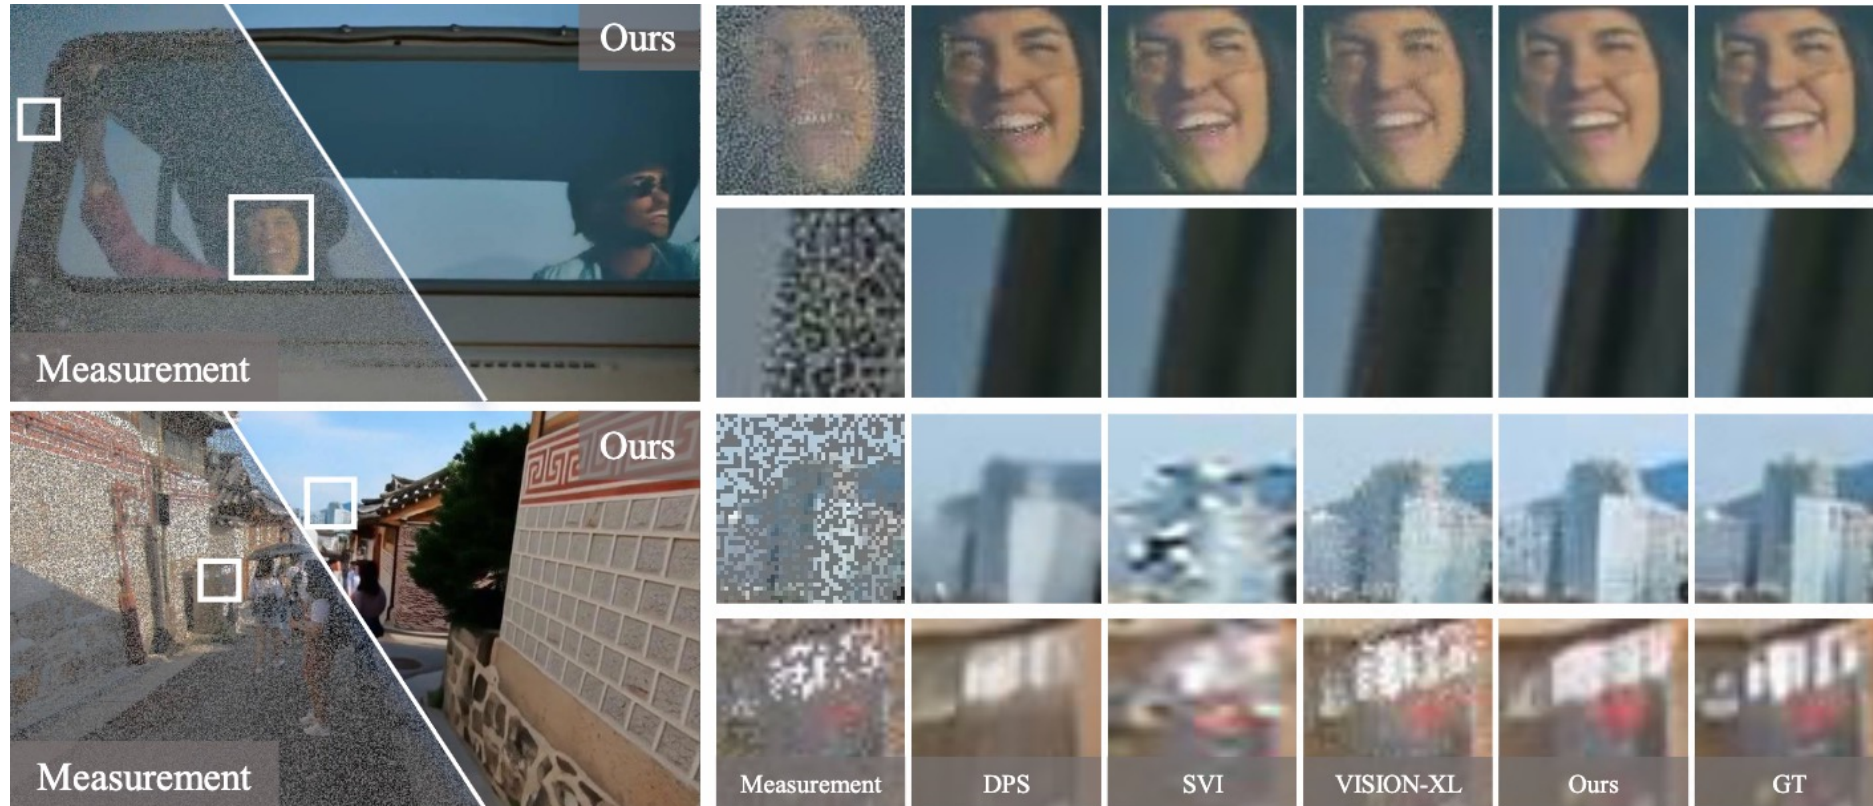 Ours
Measurement
Ours
Measurement
Measurement
DPS
SVI
VISION-XL
Ours
GT